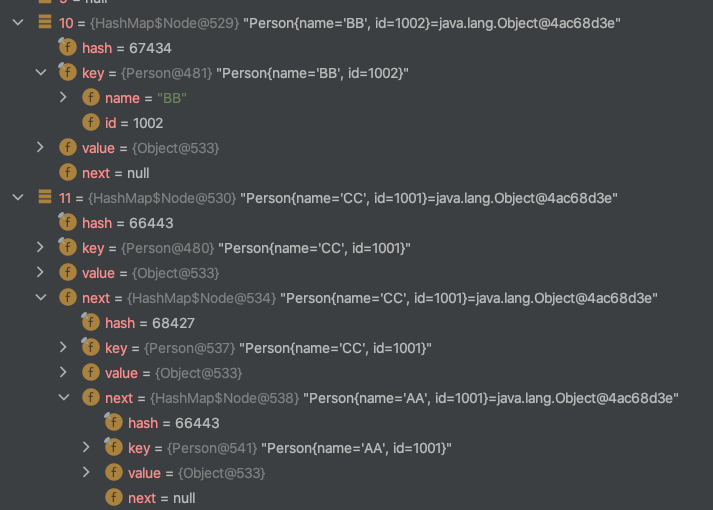 9 = null
10 = {HashMap$Node@529} "Person{name='BB', id=1002}=java.lang.Object@4ac68d3e"
f hash = 67434
f key = {Person@481} "Person{name='BB', id=1002}"
f name = "BB"
f id = 1002
f value = {Object@533}
f next = null
11 = {HashMap$Node@530} "Person{name='CC', id=1001}=java.lang.Object@4ac68d3e"
f hash = 66443
f key = {Person@480} "Person{name='CC', id=1001}"
f value = {Object@533}
f next = {HashMap$Node@534} "Person{name='CC', id=1001}=java.lang.Object@4ac68d3e"
f hash = 68427
f key = {Person@537} "Person{name='CC', id=1001}"
f value = {Object@533}
f next = {HashMap$Node@538} "Person{name='AA', id=1001}=java.lang.Object@4ac68d3e"
f hash = 66443
f key = {Person@541} "Person{name='AA', id=1001}"
f value = {Object@533}
f next = null